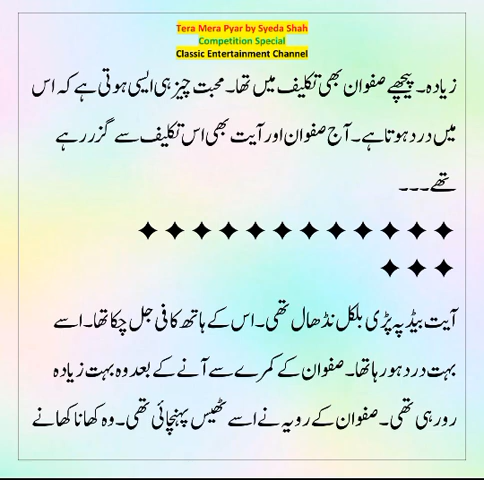 Tera Mera Pyar by Syeda Shah
Competition Special
Classic Entertainment Channel
زیادہ۔ پیچھے صفوان بھی تکلیف میں تھا۔ محبت چیز ہی ایسی ہوتی ہے کہ اس
میں درد ہوتا ہے۔ آج صفوان اور آیت بھی اس تکلیف سے گزر رہے
تھے۔۔۔
✦ ✦ ✦ ✦ ✦ ✦ ✦ ✦ ✦ ✦ ✦ ✦
✦ ✦ ✦
آیت بیڈ پہ پڑی بلکل نڈھال تھی۔ اس کے ہاتھ کافی جل چکا تھا۔ اسے
بہت درد ہو رہا تھا۔ صفوان کے کمرے سے آنے کے بعد وہ بہت زیادہ
رو رہی تھی۔ صفوان کے رویہ نے اسے ٹھیس پہنچائی تھی۔ وہ کھانا کھانے